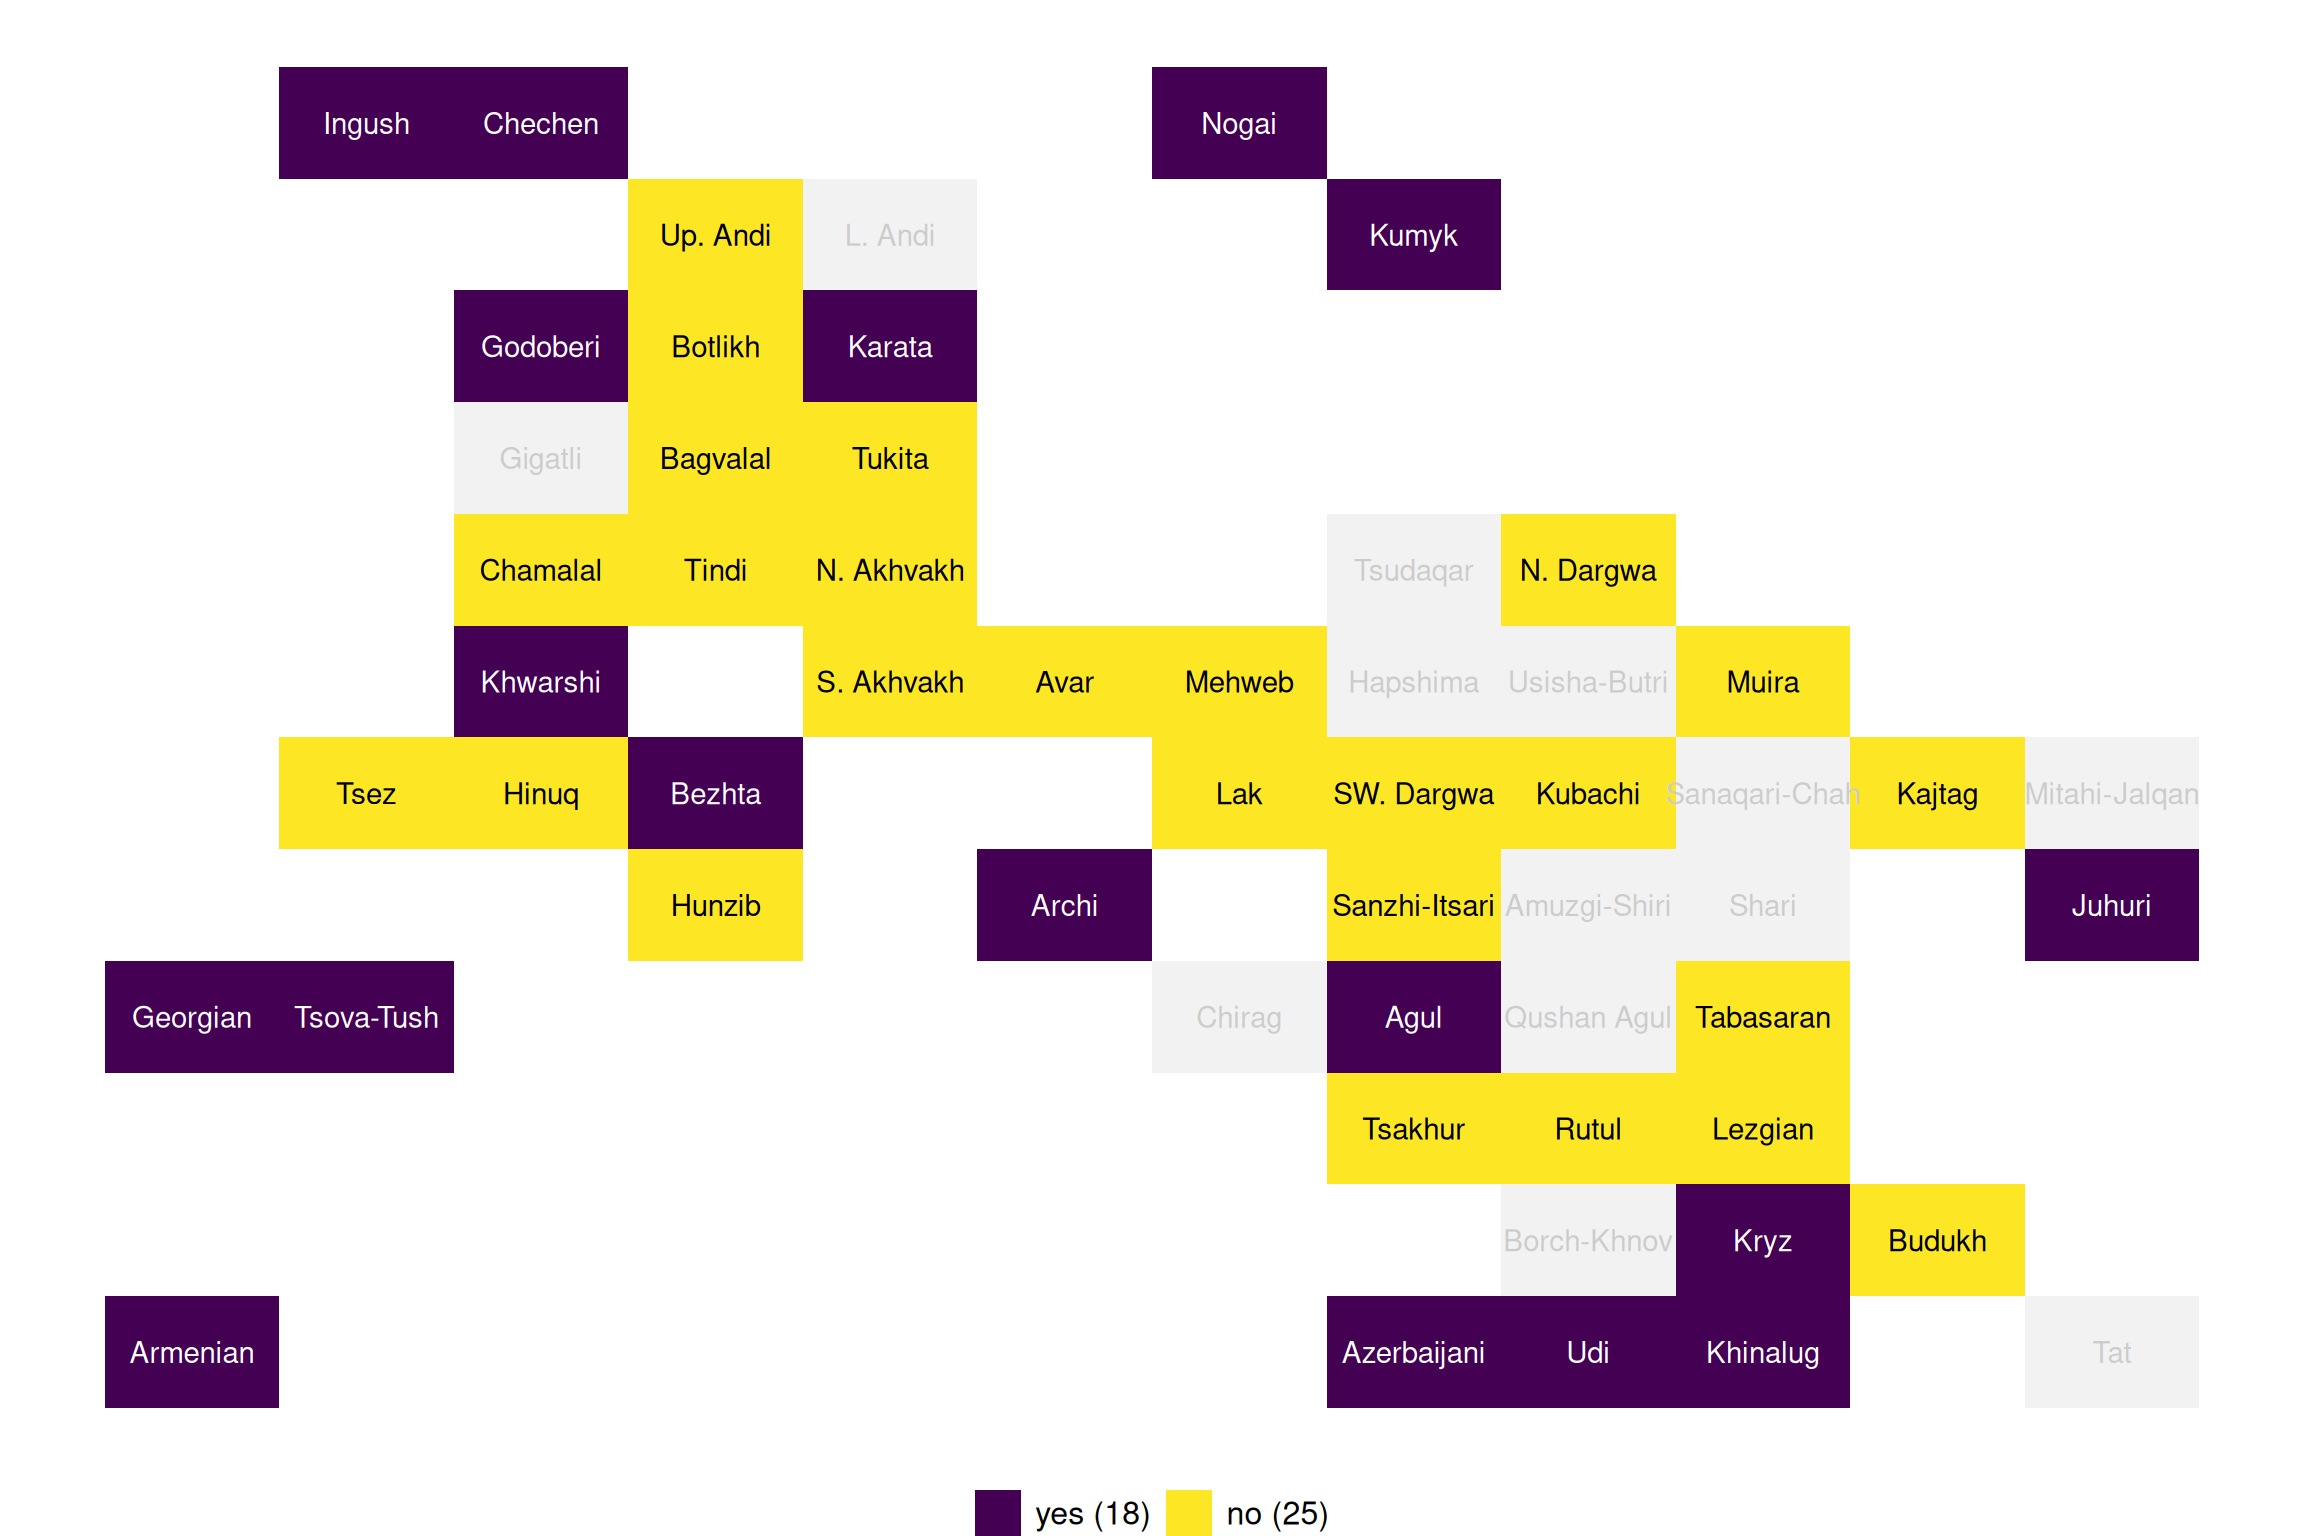 Ingush Chechen Nogai
Up. Andi L. Andi Kumyk
Godoberi Botlikh Karata
Gigatli Bagvalal Tukita
Chamalal Tindi N. Akhvakh Tsudaqar N. Dargwa
Khwarshi S. Akhvakh Avar Mehweb Hapshima Usisha-Butri Muira
Tsez Hinuq Bezhta Lak SW. Dargwa Kubachi Sanaqari-Chah Kajtag Mitahi-Jalqan
Hunzib Archi Sanzhi-Itsari Amuzgi-Shiri Shari Juhuri
Georgian Tsova-Tush Chirag Agul Qushan Agul Tabasaran
Tsakhur Rutul Lezgian
Borch-Khnov Kryz Budukh
Armenian Azerbaijani Udi Khinalug Tat
yes (18) no (25)